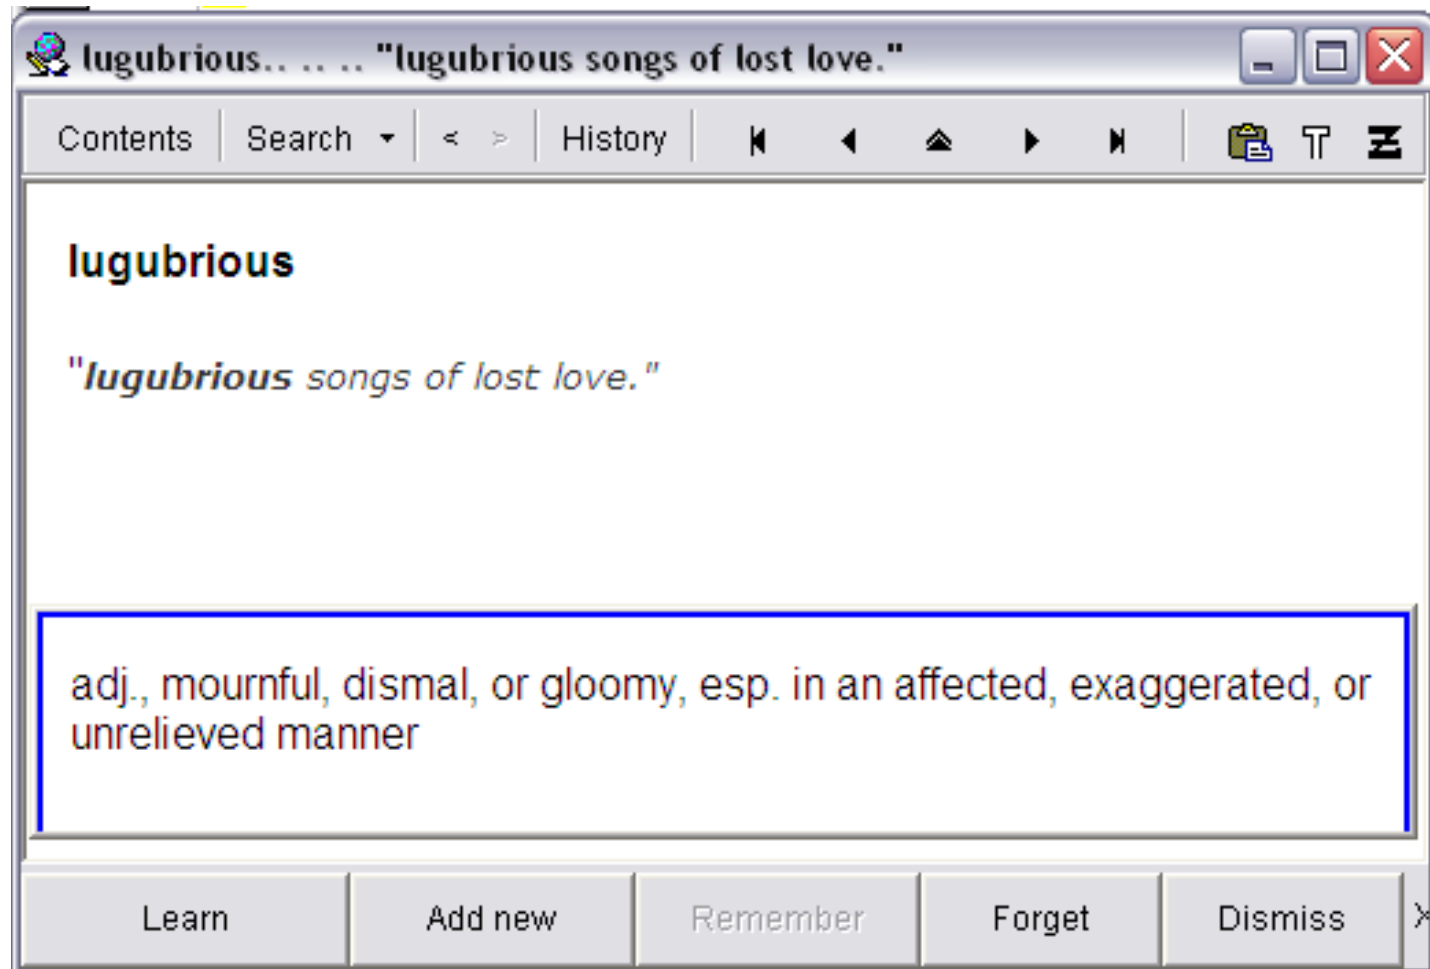 lugubrious.. .. .. "lugubrious songs of lost love."
Contents Search < > History
lugubrious
"lugubrious songs of lost love."
adj., mournful, dismal, or gloomy, esp. in an affected, exaggerated, or
unrelieved manner
Learn Add new Remember Forget Dismiss